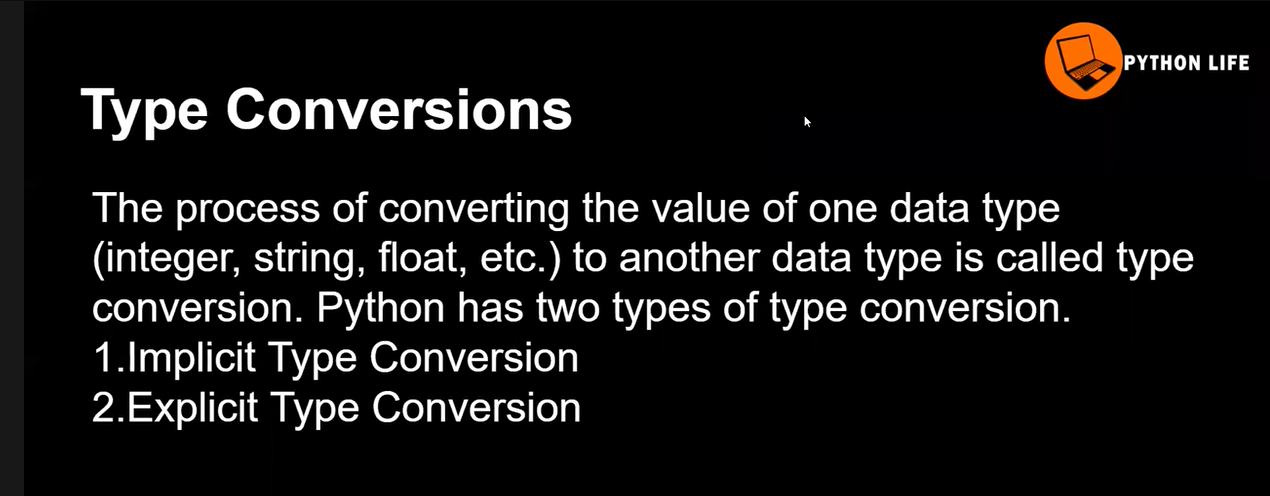 PYTHON LIFE
Type Conversions
The process of converting the value of one data type
(integer, string, float, etc.) to another data type is called type
conversion. Python has two types of type conversion.
1.Implicit Type Conversion
2.Explicit Type Conversion